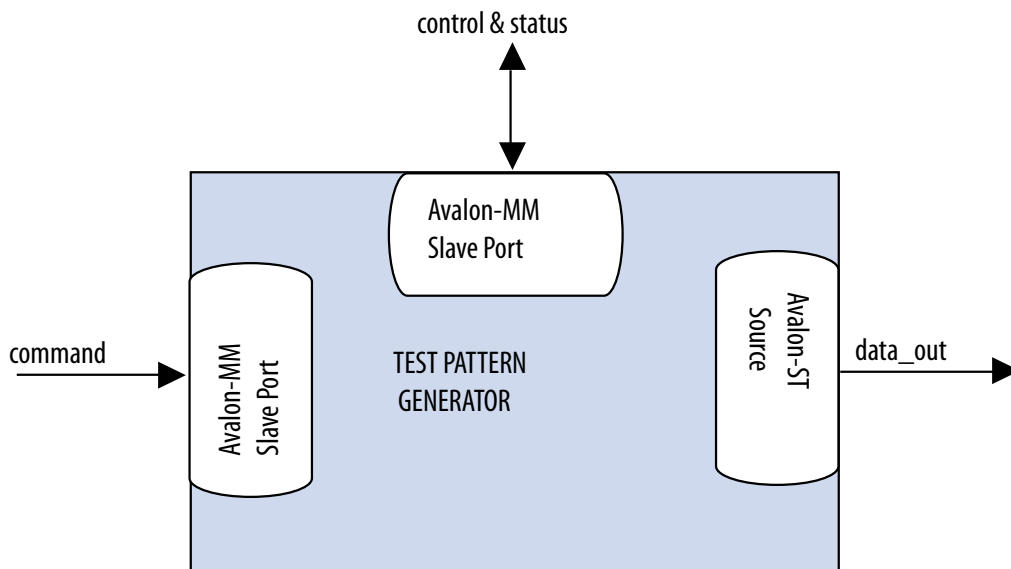 control & status
Avalon-MM
Slave Port
command
Avalon-MM
Slave Port
TEST PATTERN
GENERATOR
Avalon-ST
Source
data_out